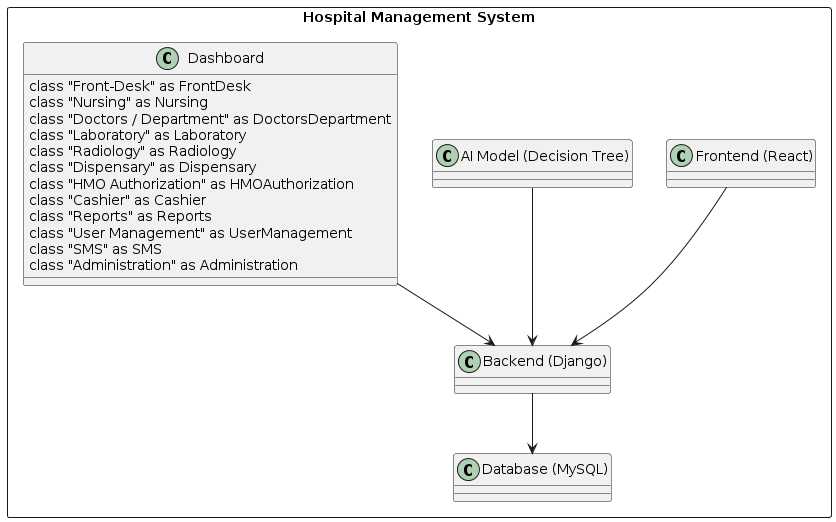 Hospital Management System
C Dashboard
class "Front-Desk" as FrontDesk
class "Nursing" as Nursing
class "Doctors / Department" as DoctorsDepartment
class "Laboratory" as Laboratory
class "Radiology" as Radiology
class "Dispensary" as Dispensary
class "HMO Authorization" as HMOAuthorization
class "Cashier" as Cashier
class "Reports" as Reports
class "User Management" as UserManagement
class "SMS" as SMS
class "Administration" as Administration
C AI Model (Decision Tree)
C Frontend (React)
C Backend (Django)
C Database (MySQL)